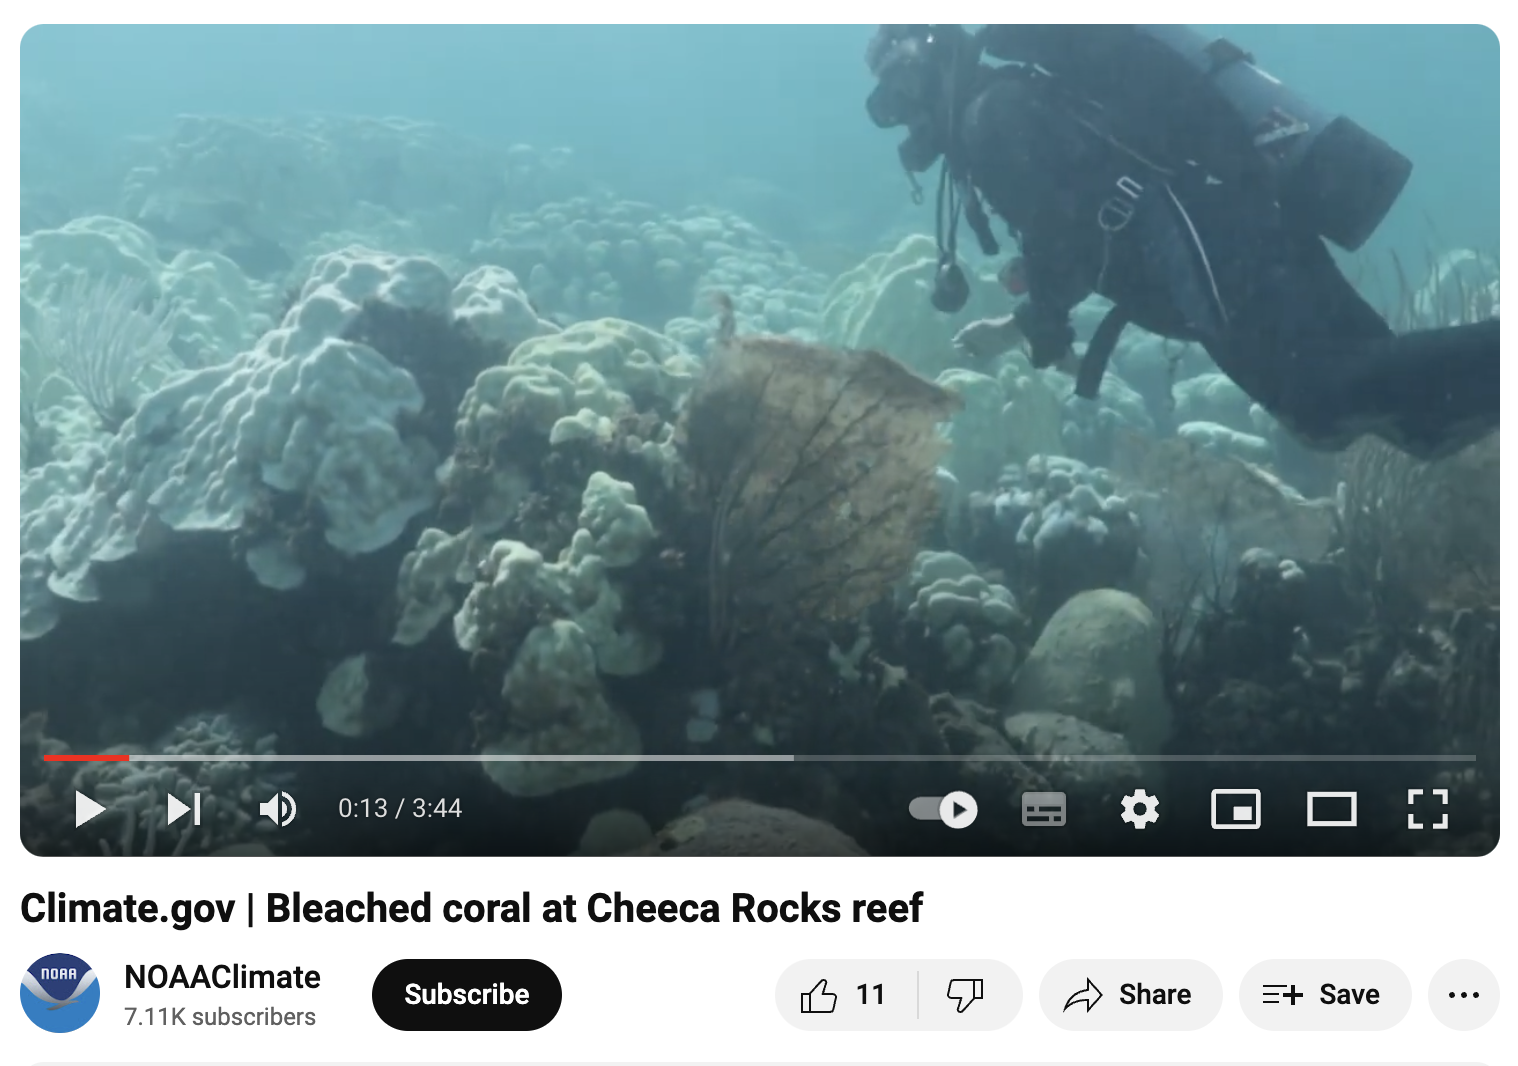 0:13 / 3:44
Climate.gov | Bleached coral at Cheeca Rocks reef
NOAA
NOAAClimate
7.11K subscribers
Subscribe
11
Share
Save